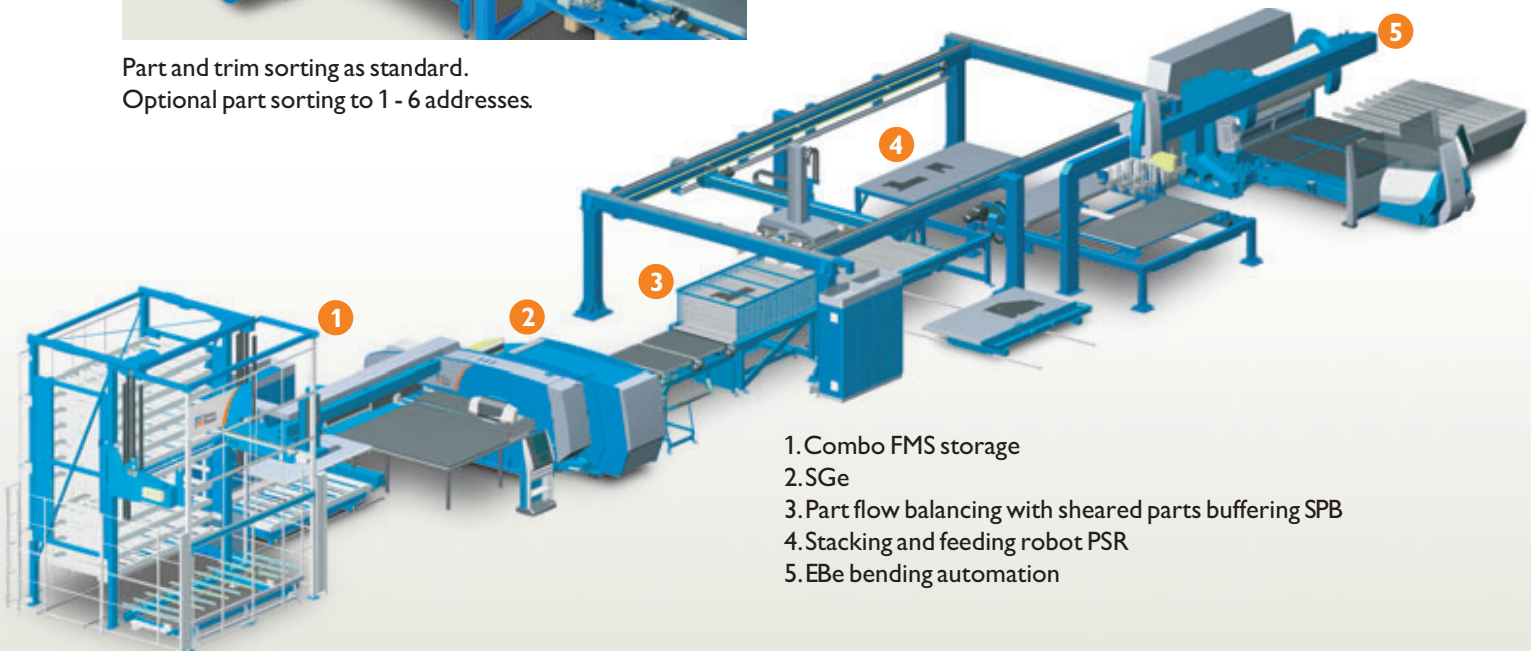 Part and trim sorting as standard.
Optional part sorting to 1 - 6 addresses.
5
4
3
1
2
1. Combo FMS storage
2. SGe
3. Part flow balancing with sheared parts buffering SPB
4. Stacking and feeding robot PSR
5. EBe bending automation